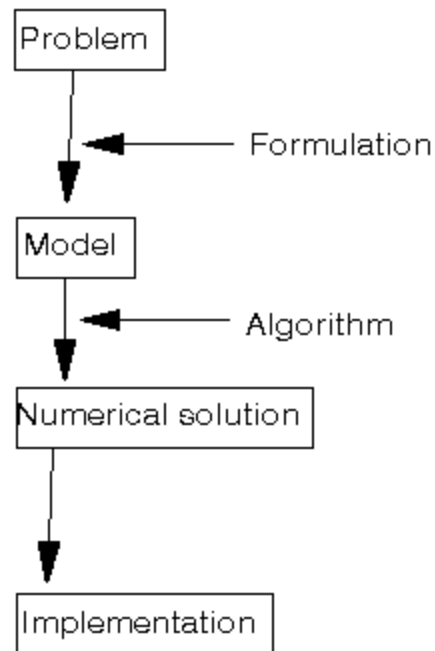 Problem
Formulation
Model
Algorithm
Numerical solution
Implementation